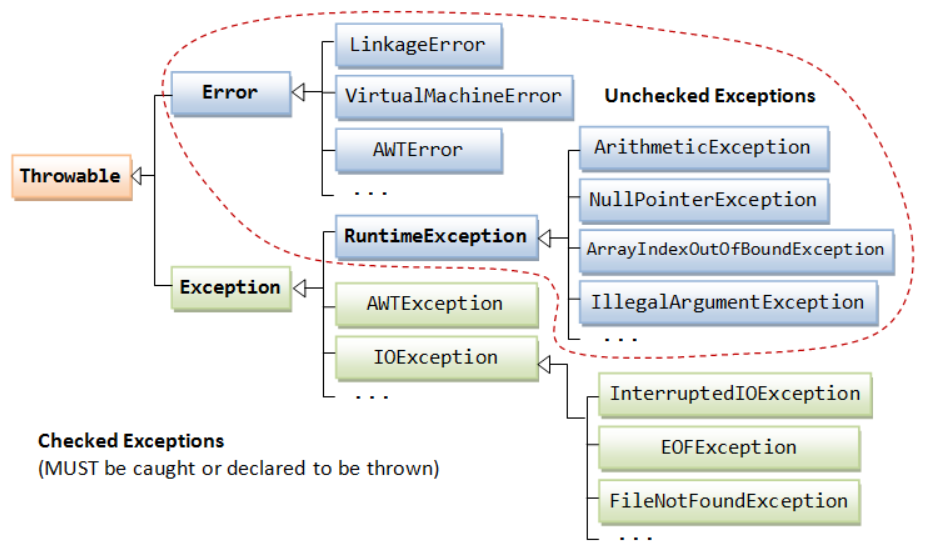 LinkageError
Error
VirtualMachineError
Unchecked Exceptions
AWTError
ArithmeticException
Throwable
...
NullPointerException
RuntimeException
ArrayIndexOutOfBoundException
Exception
AWTException
IllegalArgumentException
...
IOException
...
InterruptedIOException
Checked Exceptions
(MUST be caught or declared to be thrown)
EOFException
FileNotFoundException
...